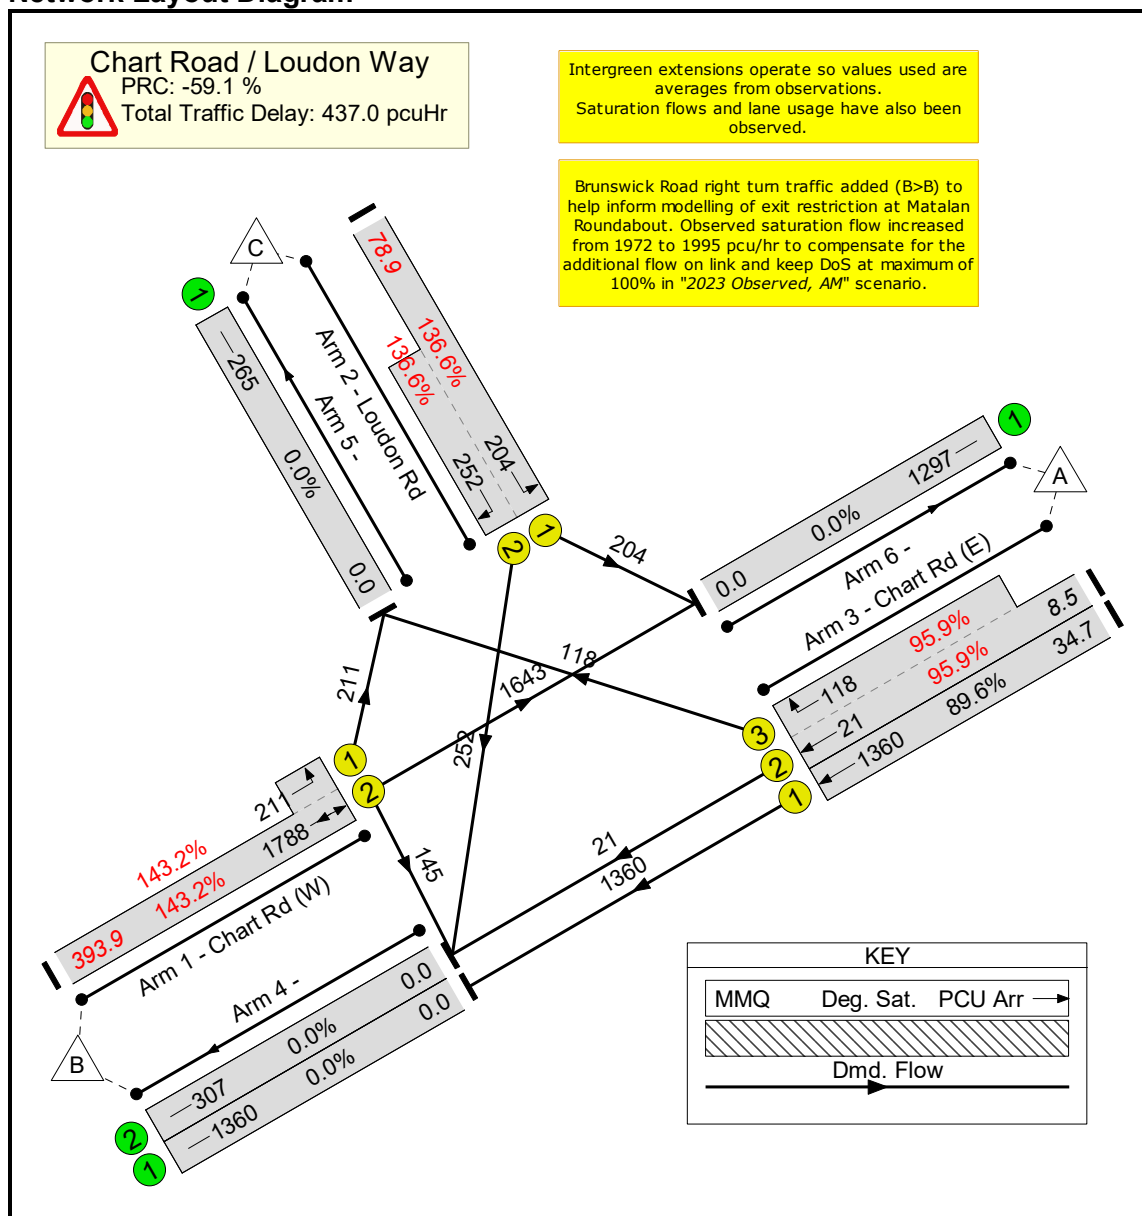 Network Layout Diagram
Chart Road / Loudon Way
PRC: -59.1 %
Total Traffic Delay: 437.0 pcuHr
Intergreen extensions operate so values used are
averages from observations.
Saturation flows and lane usage have also been
observed.
Brunswick Road right turn traffic added (B>B) to
help inform modelling of exit restriction at Matalan
Roundabout. Observed saturation flow increased
from 1972 to 1995 pcu/hr to compensate for the
additional flow on link and keep DoS at maximum of
100% in "2023 Observed, AM" scenario.
C
1
265
0.0%
0.0
Arm 5 -
Arm 2 - Loudon Rd
78.9
136.6%
136.6%
204
252
2
1
204
252
A
1
1297
0.0%
0.0
Arm 6 -
Arm 3 - Chart Rd (E)
95.9%
118
8.5
95.9%
21
34.7
89.6%
1360
3
2
1
118
21
1360
211
1643
145
1
2
211
143.2%
1788
143.2%
393.9
Arm 1 - Chart Rd (W)
Arm 4 -
B
0.0
0.0%
307
0.0
0.0%
1360
2
1
KEY
MMQ Deg. Sat. PCU Arr
Dmd. Flow